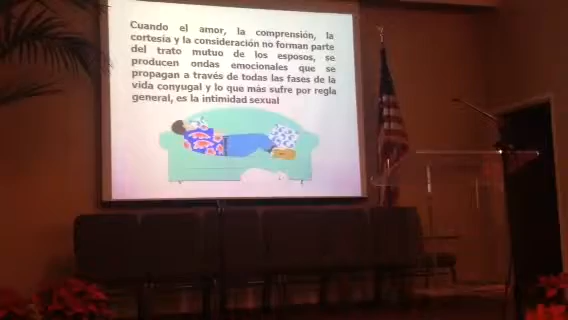 Cuando el amor, la comprensión, la
cortesía y la consideración no forman parte
del trato mutuo de los esposos, se
producen ondas emocionales que se
propagan a través de todas las fases de la
vida conyugal y lo que más sufre por regla
general, es la intimidad sexual